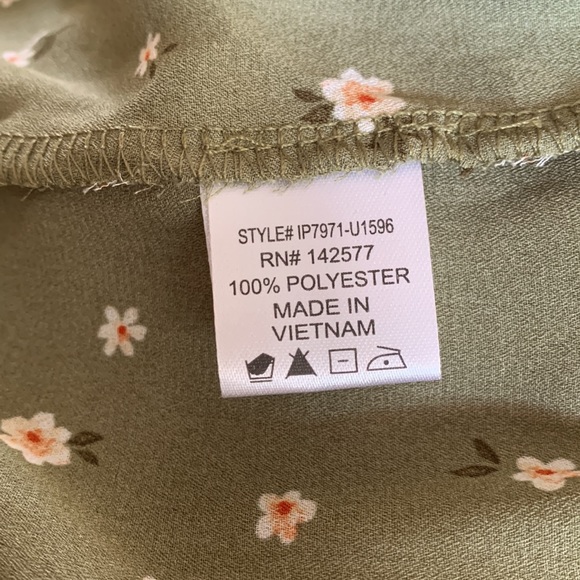 STYLE# IP7971-U1596
RN# 142577
100% POLYESTER
MADE IN
VIETNAM